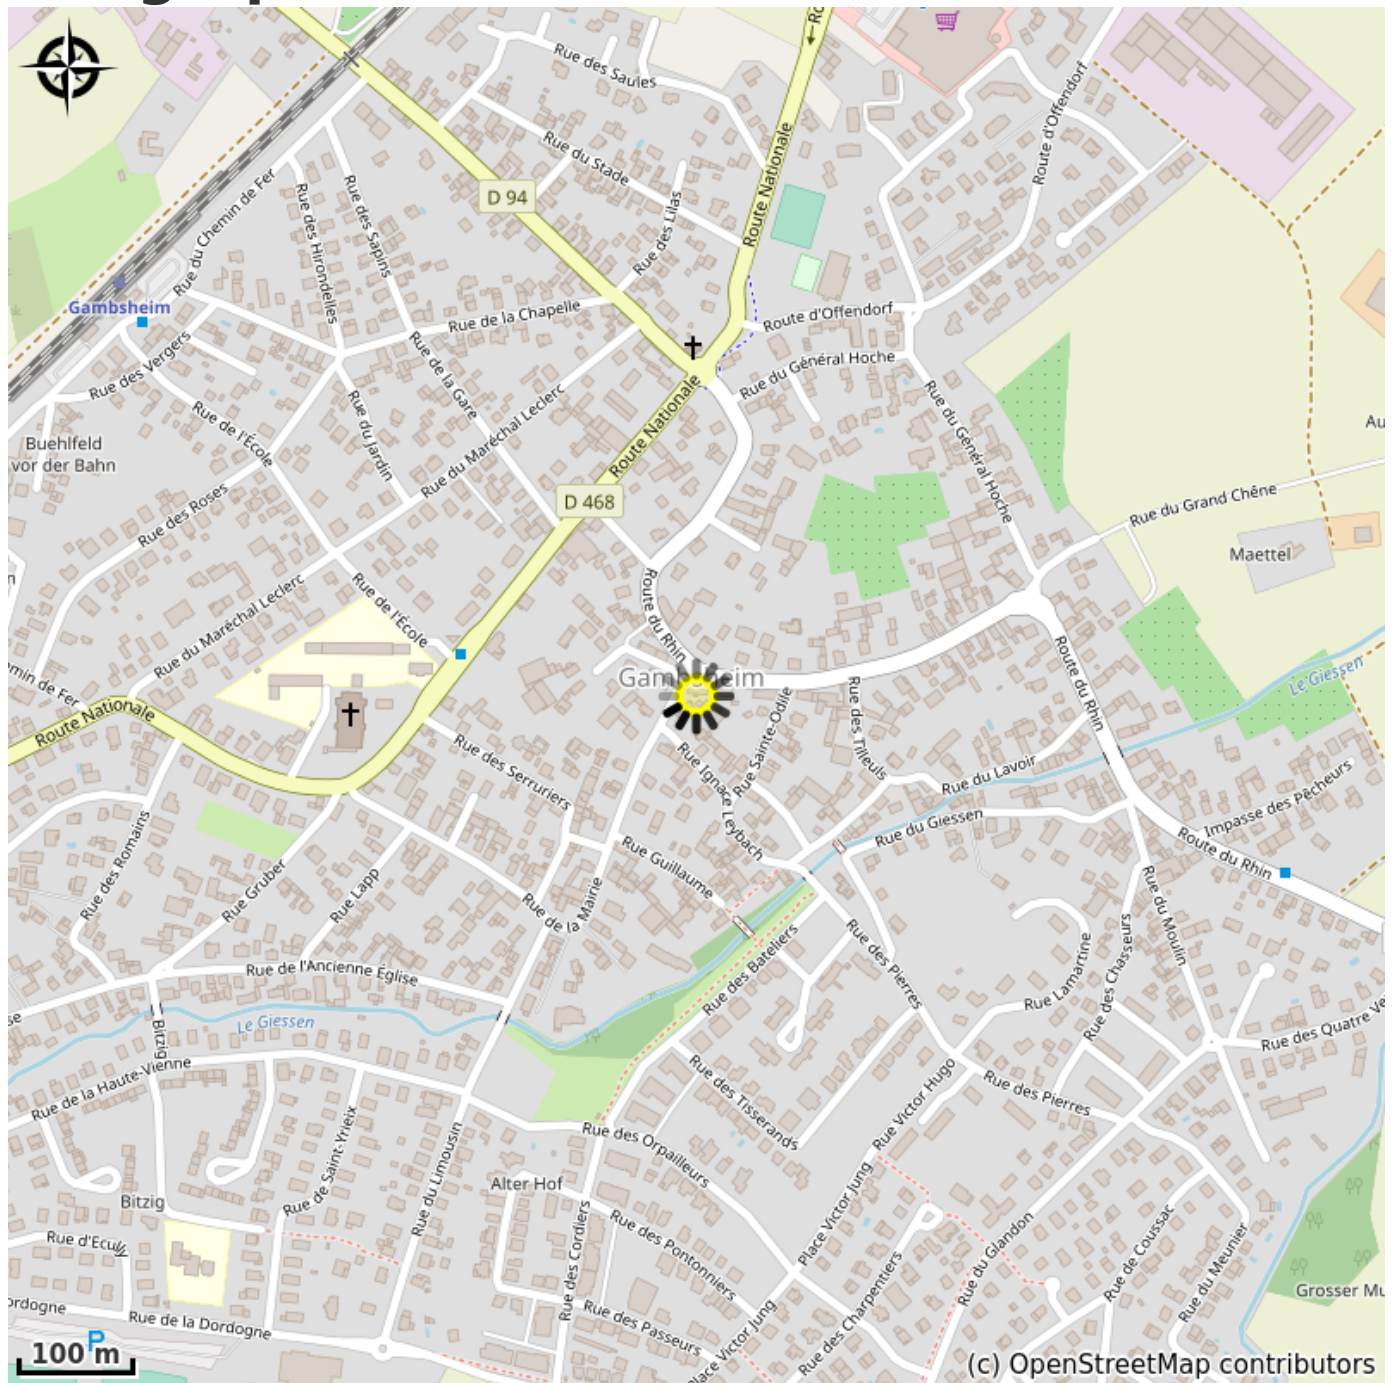 Rue des Saules
Route d'Offendorf
Rue du Stade
Route Nationale
D 94
Rue du Chemin de Fer
Rue des Sapins
Rue des Hirondelles
Rue des Lilas
Gambsheim
Rue de la Chapelle
Route d'Offendorf
Rue des Vergers
Rue de la Gare
Rue du Général Hoche
Route Nationale
Rue du Jardin
Rue de l'École
Rue du Maréchal Leclerc
Rue du Général Hoche
Buehlfeld
vor der Bahn
D 468
Rue des Roses
Rue du Grand Chêne
Maettel
Rue du Maréchal Leclerc
Rue de l'École
Route du Rhin
Route du Rhin
Le Giessen
Gambsheim
emin de Fer
Route Nationale
Rue des Serruriers
Rue Ignace Leybach
Rue Sainte-Odile
Rue des Tilleuls
Rue du Lavoir
Impasse des Pêcheurs
Rue du Giessen
Route du Rhin
Rue des Romains
Rue Gruber
Rue Lapp
Rue Guillaume
Rue de la Mairie
Rue du Moulin
Rue des Bateliers
Rue des Pierres
Rue Lamartine
Rue des Chasseurs
Rue de l'Ancienne Église
Le Giessen
Bitzig
Rue des Quatre Ve
Rue de la Haute-Vienne
Rue des Tisserands
Rue Victor Hugo
Rue des Pierres
Rue de Saint-Yrieix
Rue du Limousin
Rue des Orpailleurs
Alter Hof
Bitzig
Place Victor Jung
Rue d'Ecully
Rue des Cordiers
Rue des Pontonniers
Rue des Charpentiers
Rue du Glandon
Rue de Coussac
Rue du Meunier
Grosser Mu
ordogne
Rue de la Dordogne
P
Rue des Passeurs
lace Victor Jung
100 m
(c) OpenStreetMap contributors